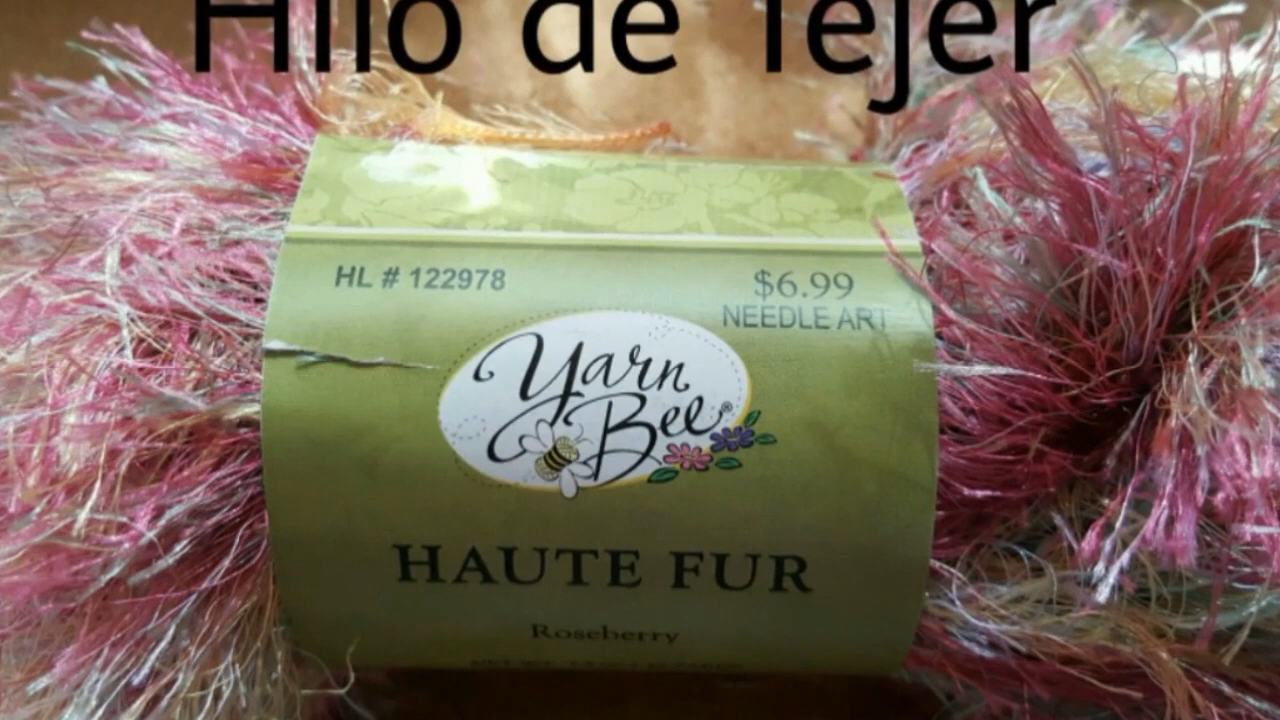 Hilo de Tejer
HL # 122978
$6.99
NEEDLE ART
Yarn
Bee®
HAUTE FUR
Roseberry